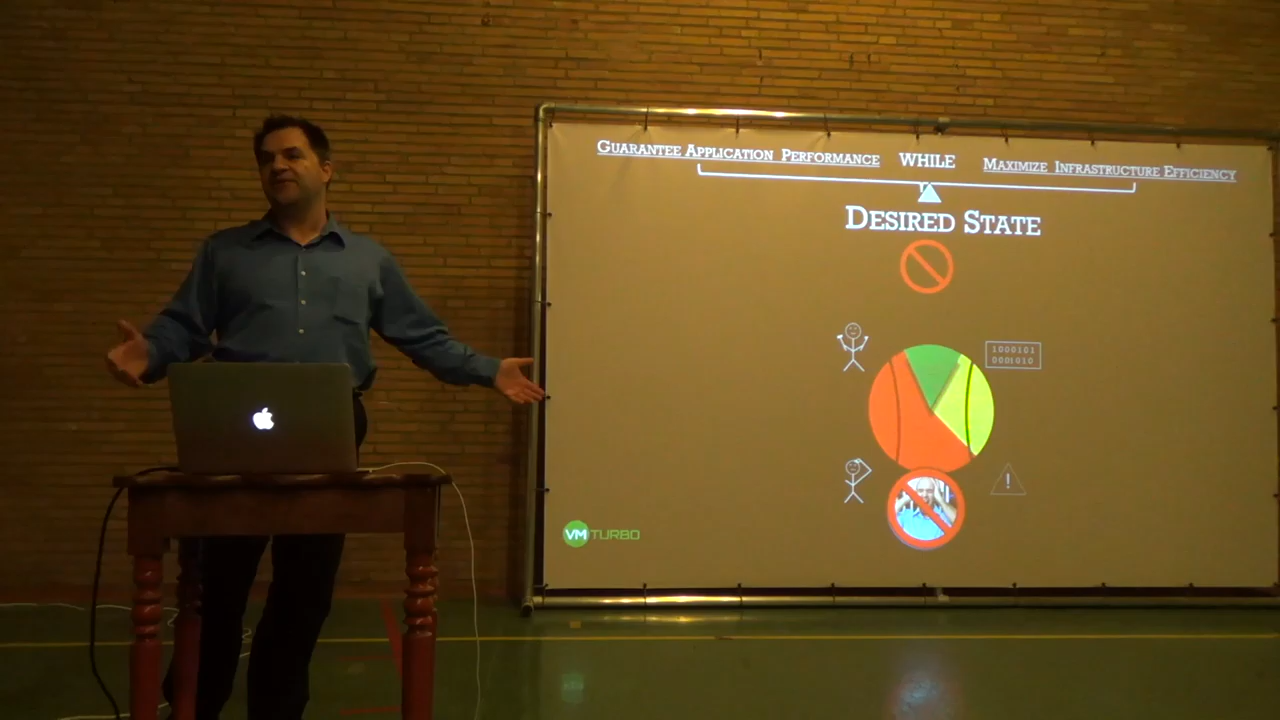 GUARANTEE APPLICATION PERFORMANCE WHILE MAXIMIZE INFRASTRUCTURE EFFICIENCY
DESIRED STATE
1000101
0001010
!
VMTURBO